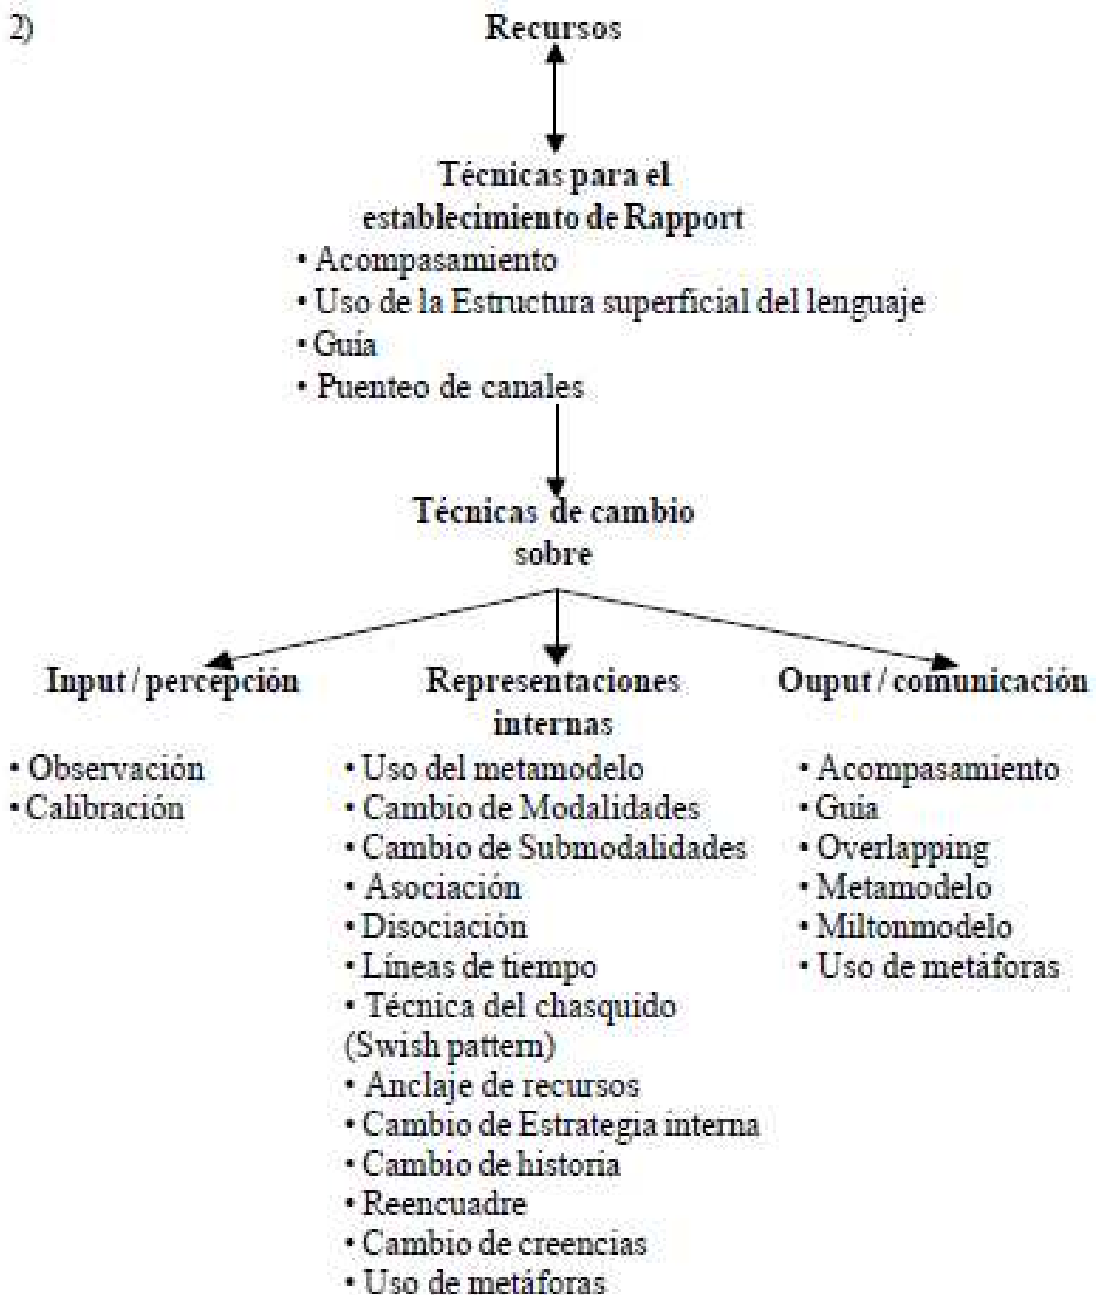 2)
Recursos
Técnicas para el
establecimiento de Rapport
• Acompasamiento
• Uso de la Estructura superficial del lenguaje
• Guía
• Puenteo de canales
Técnicas de cambio
sobre
Input / percepción
• Observación
• Calibración
Representaciones
internas
• Uso del metamodelo
• Cambio de Modalidades
• Cambio de Submodalidades
• Asociación
• Disociación
• Líneas de tiempo
• Técnica del chasquido
(Swish pattern)
• Anclaje de recursos
• Cambio de Estrategia interna
• Cambio de historia
• Reencuadre
• Cambio de creencias
• Uso de metáforas
Ouput / comunicación
• Acompasamiento
• Guía
• Overlapping
• Metamodelo
• Miltonmodelo
• Uso de metáforas